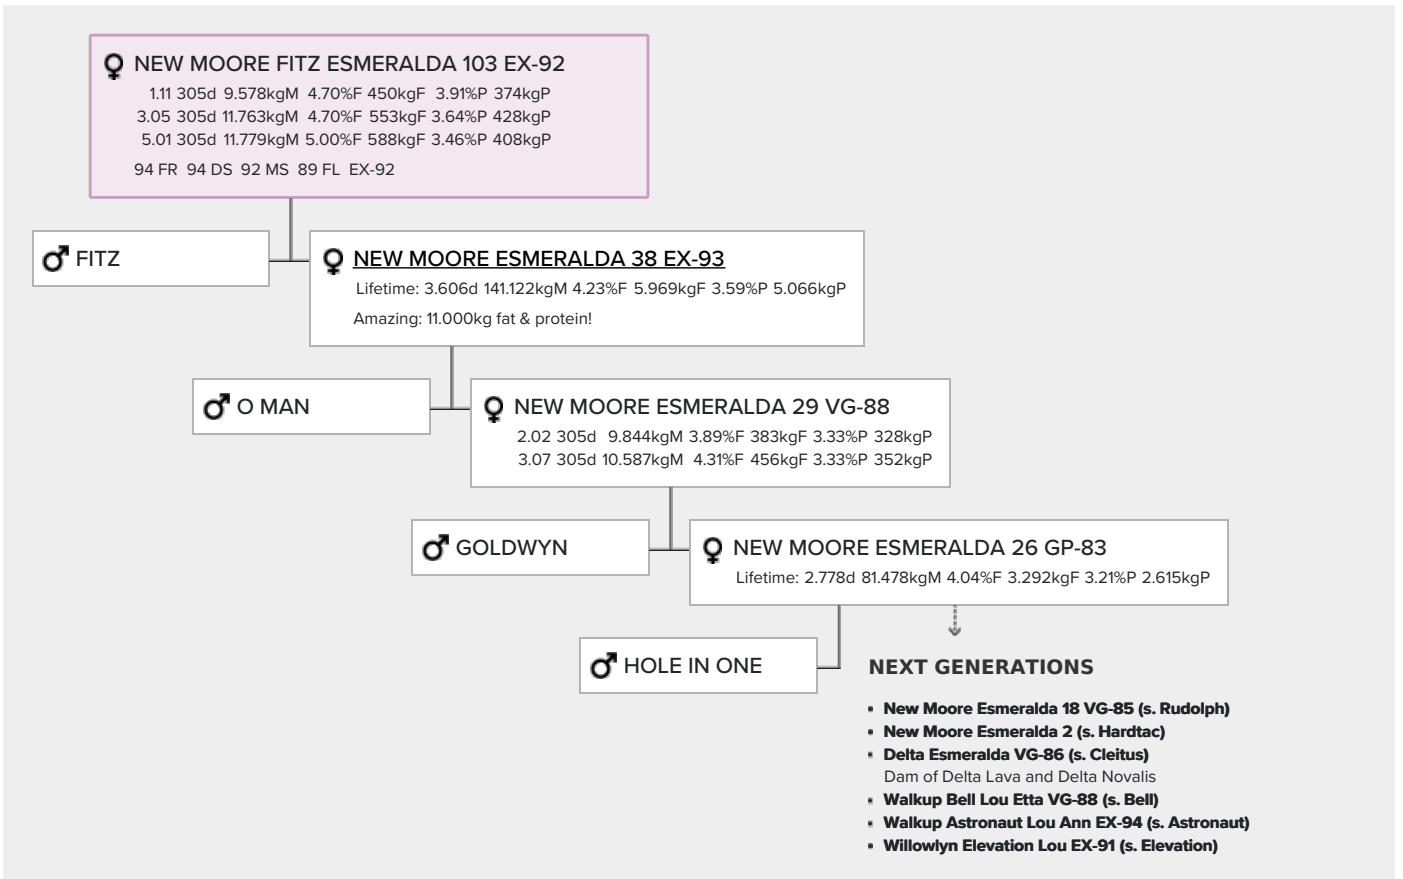 NEW MOORE FITZ ESMERALDA 103 EX-92
1.11 305d 9.578kgM 4.70%F 450kgF 3.91%P 374kgP
3.05 305d 11.763kgM 4.70%F 553kgF 3.64%P 428kgP
5.01 305d 11.779kgM 5.00%F 588kgF 3.46%P 408kgP
94 FR 94 DS 92 MS 89 FL EX-92
FITZ
NEW MOORE ESMERALDA 38 EX-93
Lifetime: 3.606d 141.122kgM 4.23%F 5.969kgF 3.59%P 5.066kgP
Amazing: 11.000kg fat & protein!
O MAN
NEW MOORE ESMERALDA 29 VG-88
2.02 305d 9.844kgM 3.89%F 383kgF 3.33%P 328kgP
3.07 305d 10.587kgM 4.31%F 456kgF 3.33%P 352kgP
GOLDWYN
NEW MOORE ESMERALDA 26 GP-83
Lifetime: 2.778d 81.478kgM 4.04%F 3.292kgF 3.21%P 2.615kgP
HOLE IN ONE
NEXT GENERATIONS
• New Moore Esmeralda 18 VG-85 (s. Rudolph)
• New Moore Esmeralda 2 (s. Hardtac)
• Delta Esmeralda VG-86 (s. Cleitus)
Dam of Delta Lava and Delta Novalis
• Walkup Bell Lou Etta VG-88 (s. Bell)
• Walkup Astronaut Lou Ann EX-94 (s. Astronaut)
• Willowlyn Elevation Lou EX-91 (s. Elevation)